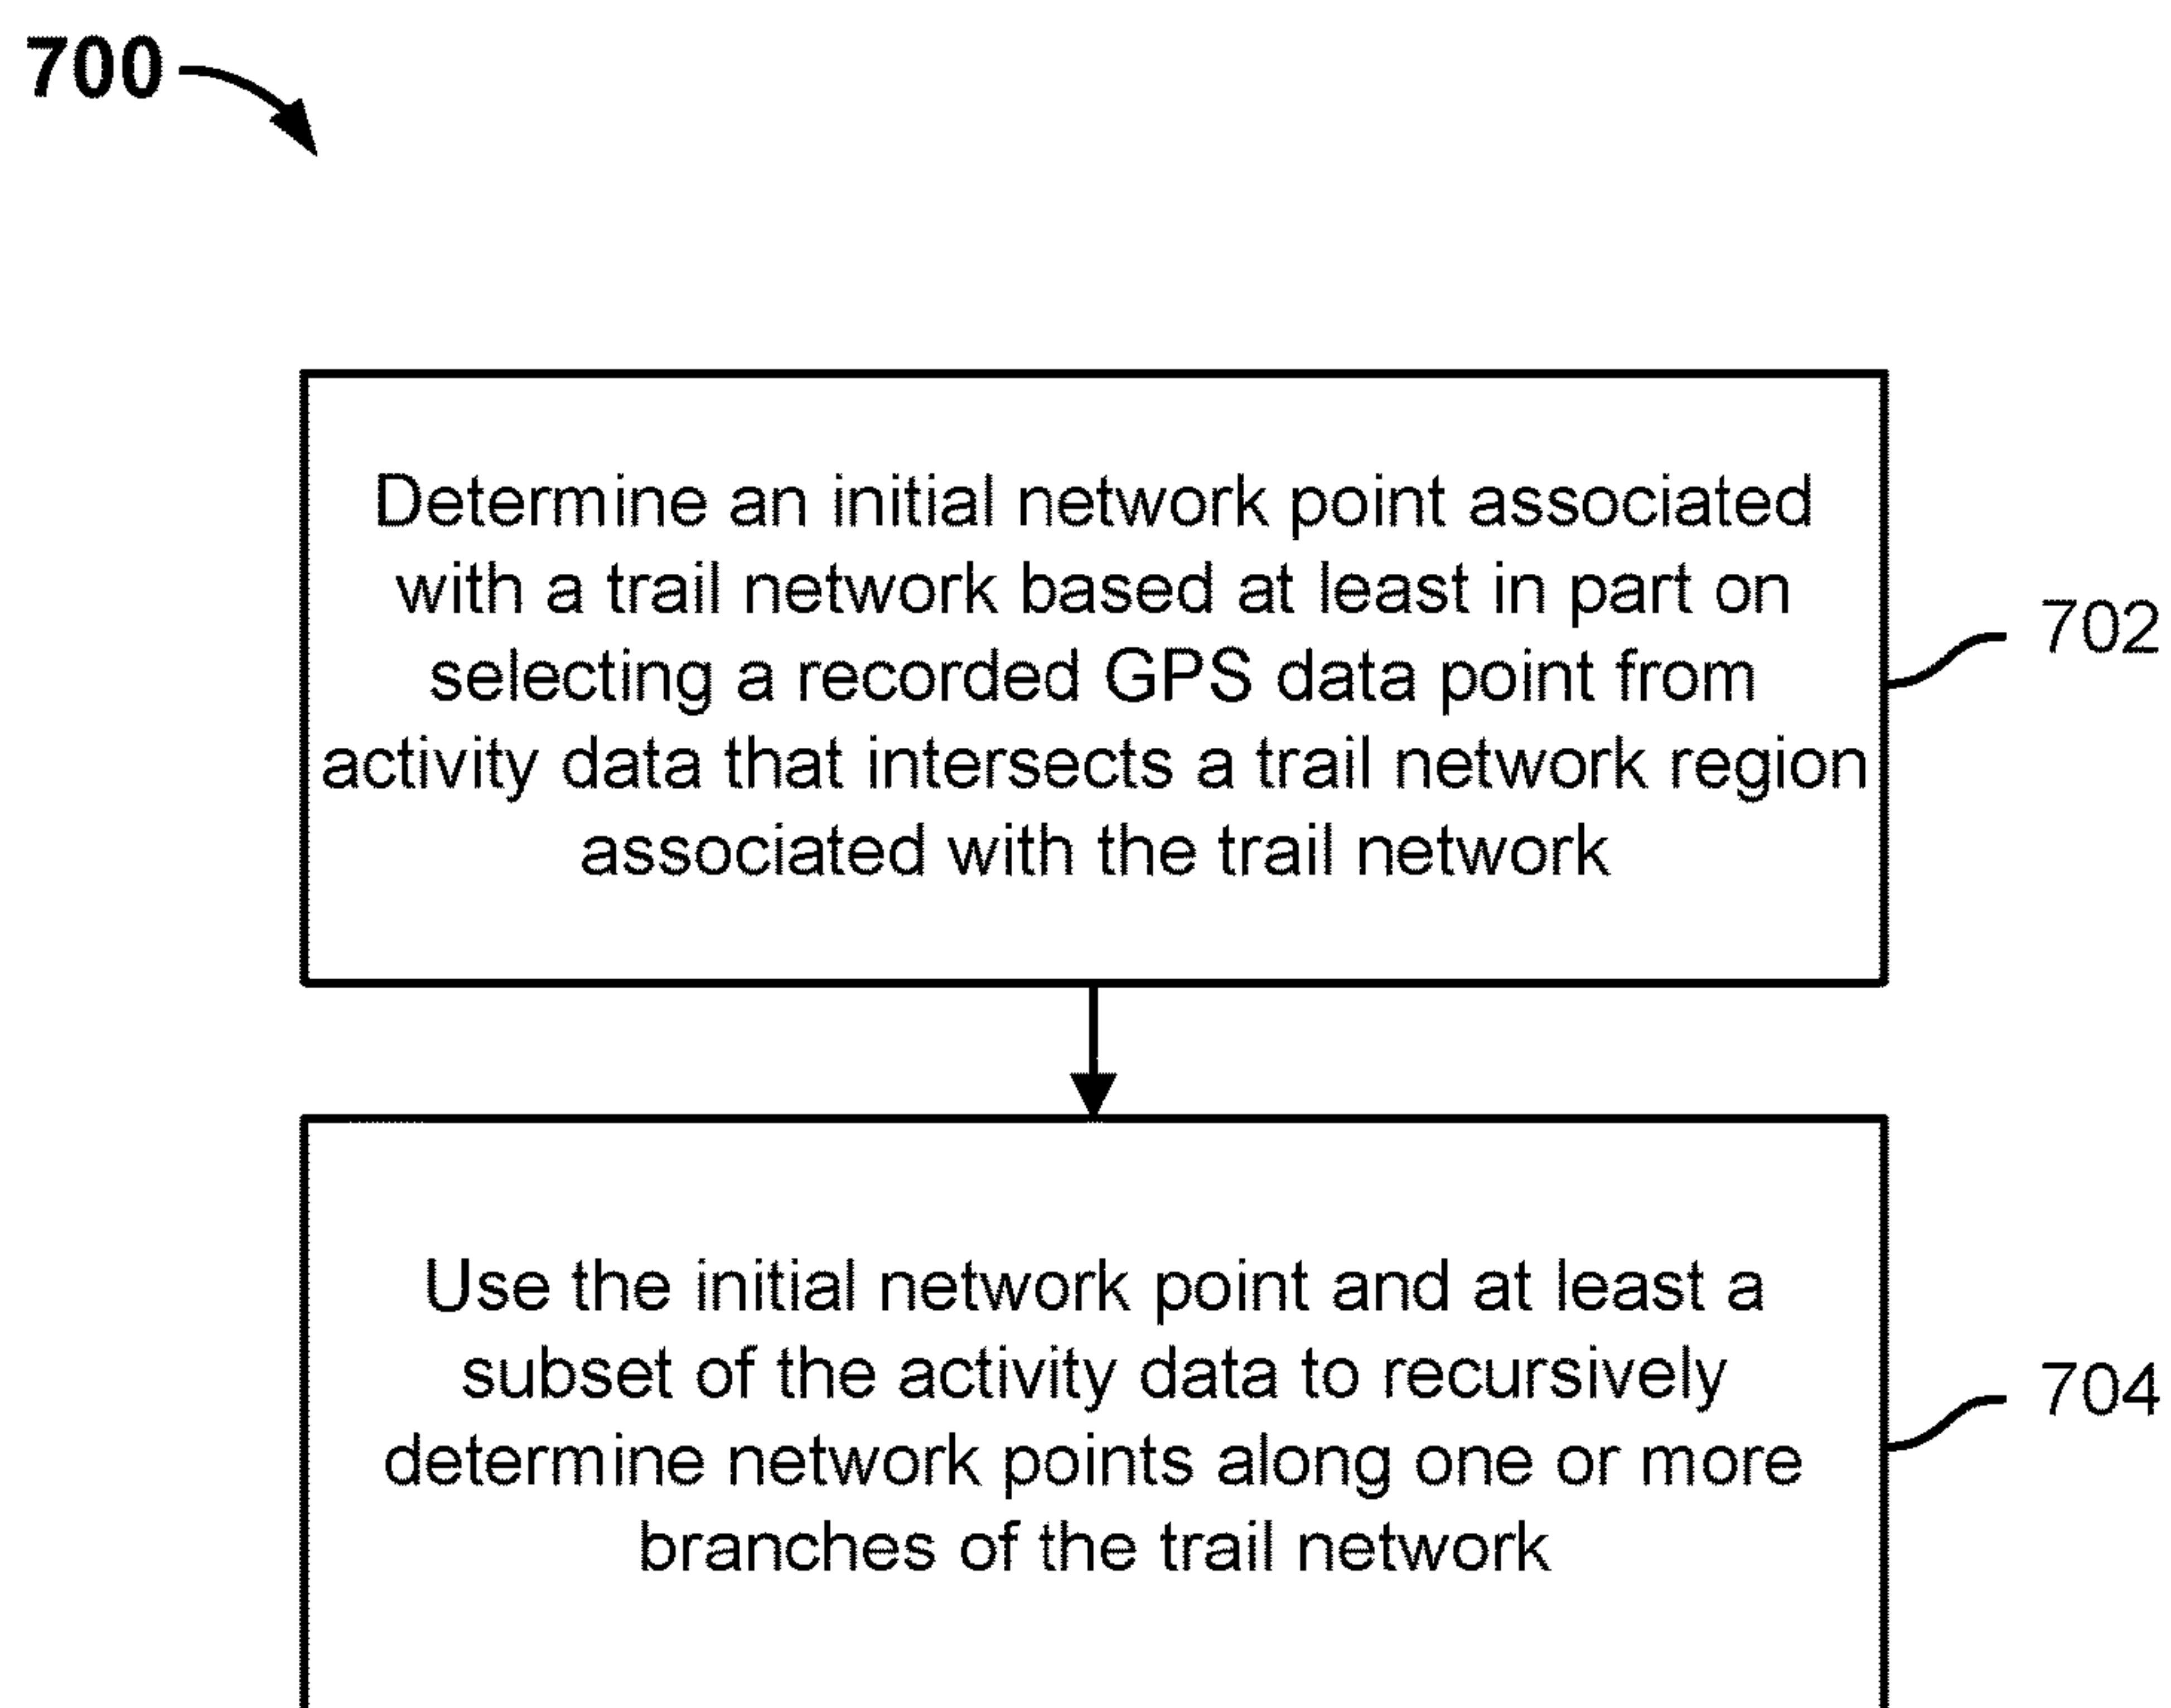 700
Determine an initial network point associated
with a trail network based at least in part on
selecting a recorded GPS data point from
activity data that intersects a trail network region
associated with the trail network
702
Use the initial network point and at least a
subset of the activity data to recursively
determine network points along one or more
branches of the trail network
704